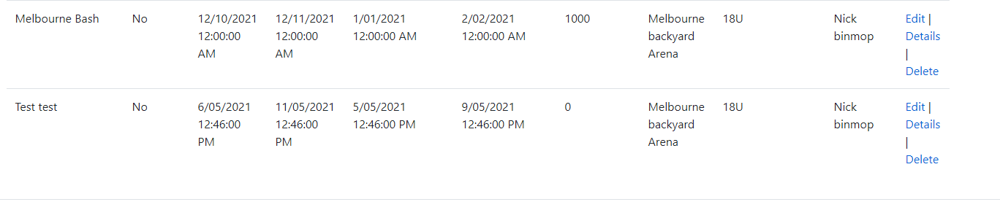 Melbourne Bash No 12/10/2021 12/11/2021 1/01/2021 2/02/2021 1000 Melbourne 18U Nick Edit |
12:00:00 12:00:00 12:00:00 AM 12:00:00 AM backyard binmop Details
AM AM Arena |
Delete
Test test No 6/05/2021 11/05/2021 5/05/2021 9/05/2021 0 Melbourne 18U Nick Edit |
12:46:00 12:46:00 12:46:00 PM 12:46:00 PM backyard binmop Details
PM PM Arena |
Delete